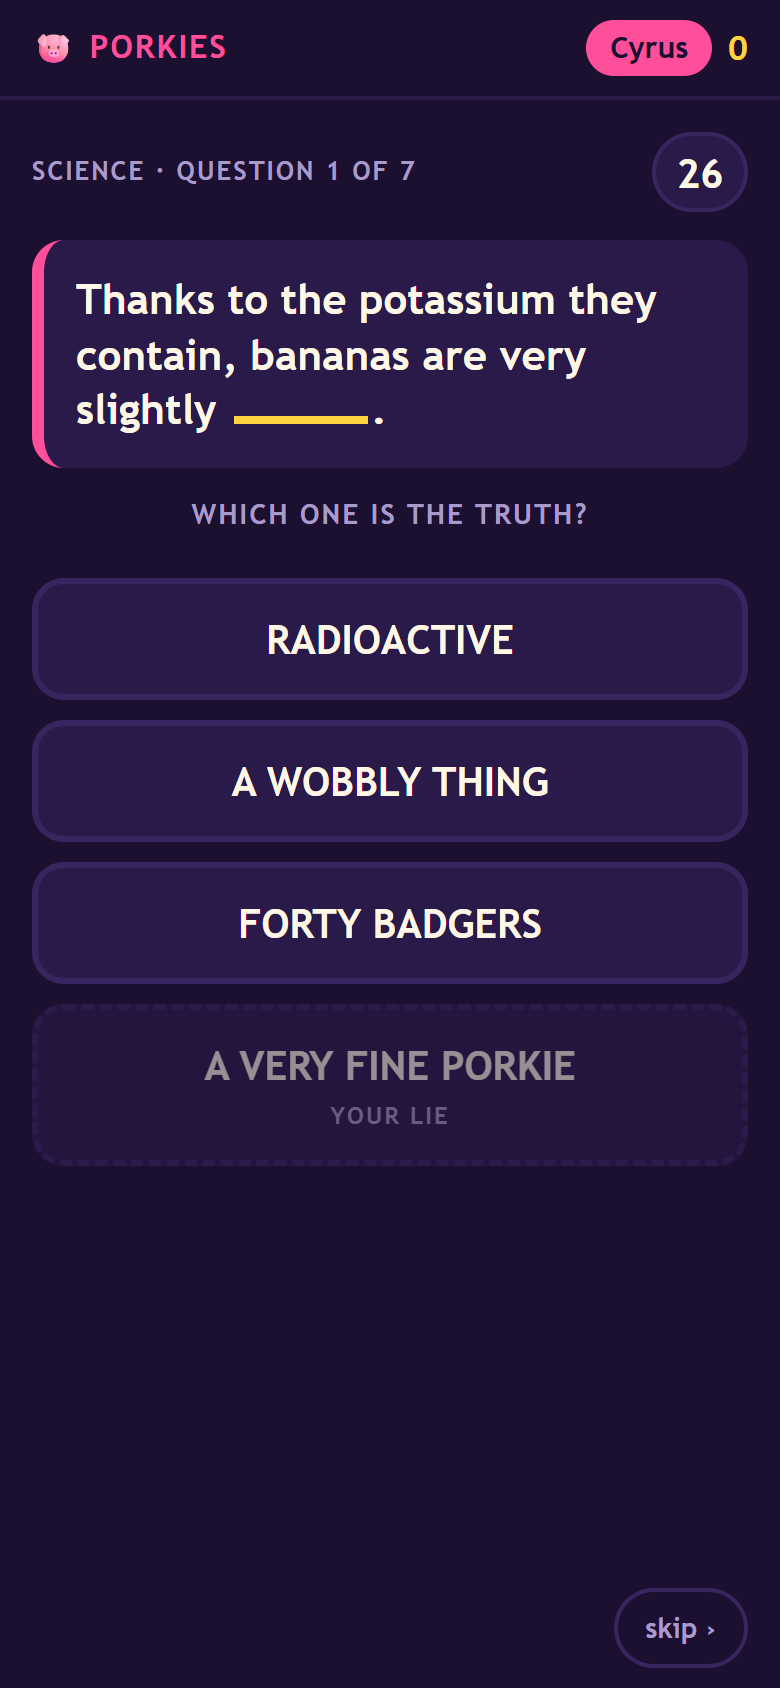 PORKIES
Cyrus 0
SCIENCE · QUESTION 1 OF 7
26
Thanks to the potassium they
contain, bananas are very
slightly ______.
WHICH ONE IS THE TRUTH?
RADIOACTIVE
A WOBBLY THING
FORTY BADGERS
A VERY FINE PORKIE
YOUR LIE
skip ›